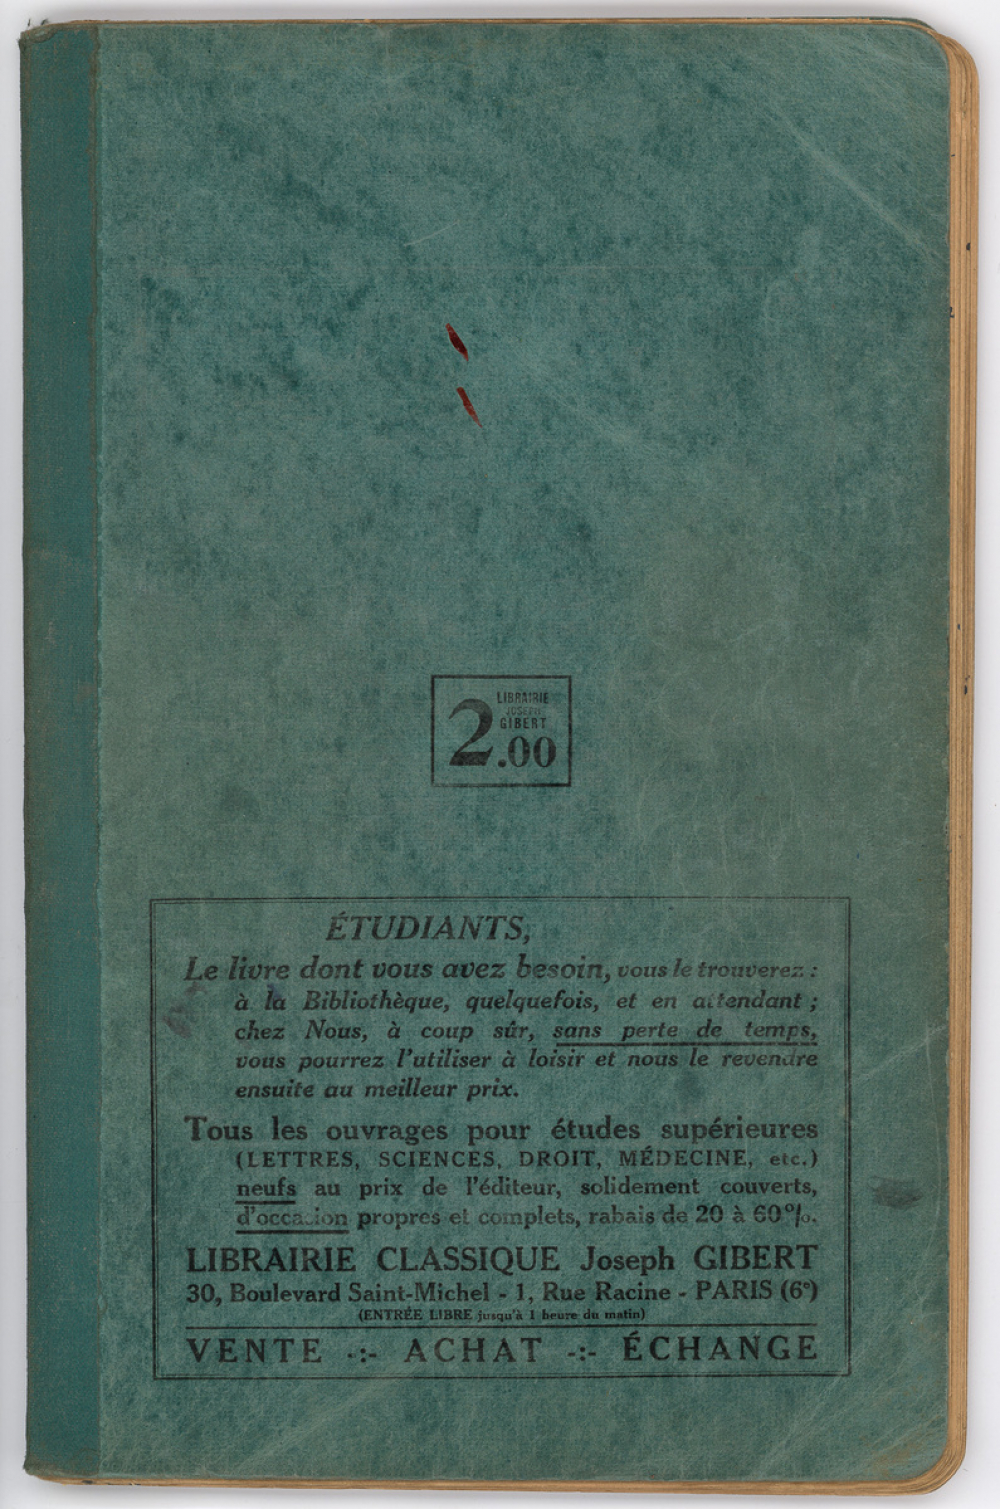 LIBRAIRIE
JOSEPH
GIBERT
2.00
ÉTUDIANTS,
Le livre dont vous avez besoin, vous le trouverez :
à la Bibliothèque, quelquefois, et en attendant ;
chez Nous, à coup sûr, sans perte de temps,
vous pourrez l'utiliser à loisir et nous le revendre
ensuite au meilleur prix.
Tous les ouvrages pour études supérieures
(LETTRES, SCIENCES, DROIT, MÉDECINE, etc.)
neufs au prix de l'éditeur, solidement couverts,
d'occasion propres et complets, rabais de 20 à 60%.
LIBRAIRIE CLASSIQUE Joseph GIBERT
30, Boulevard Saint-Michel - 1, Rue Racine - PARIS (6e)
(ENTRÉE LIBRE jusqu'à 1 heure du matin)
VENTE -:- ACHAT -:- ÉCHANGE